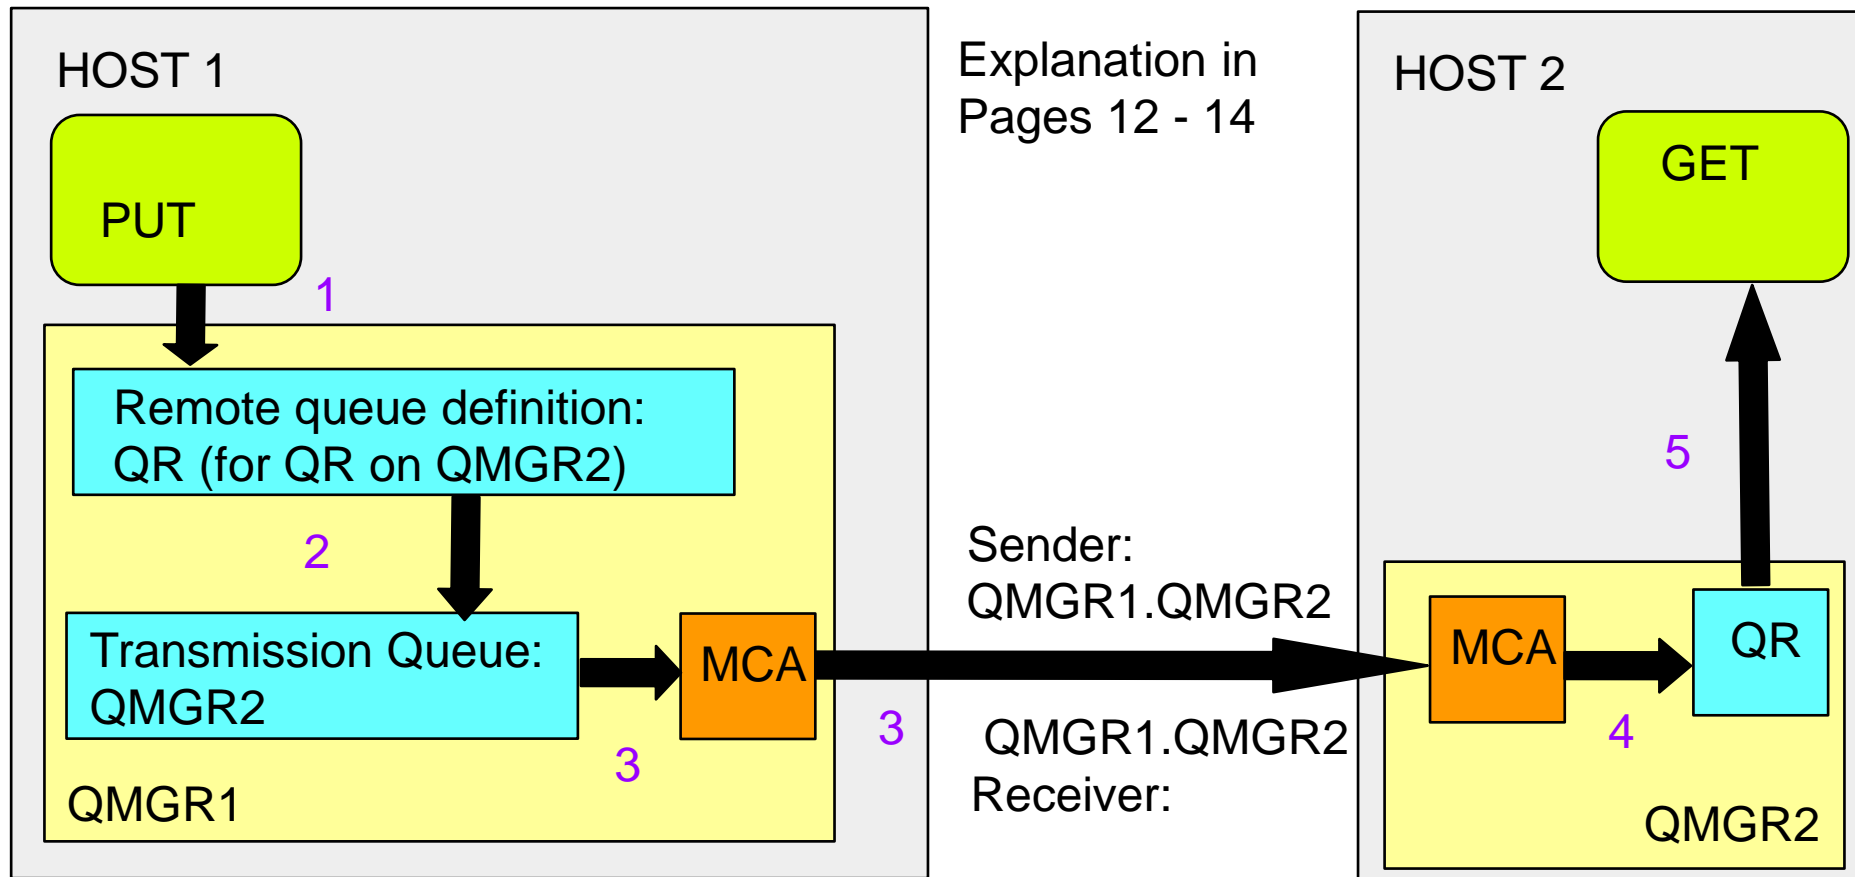 HOST 1
PUT
1
Remote queue definition:
QR (for QR on QMGR2)
2
Transmission Queue:
QMGR2
3
MCA
QMGR1
3
Explanation in
Pages 12 - 14
Sender:
QMGR1.QMGR2
QMGR1.QMGR2
Receiver:
HOST 2
GET
5
MCA
4
QR
QMGR2